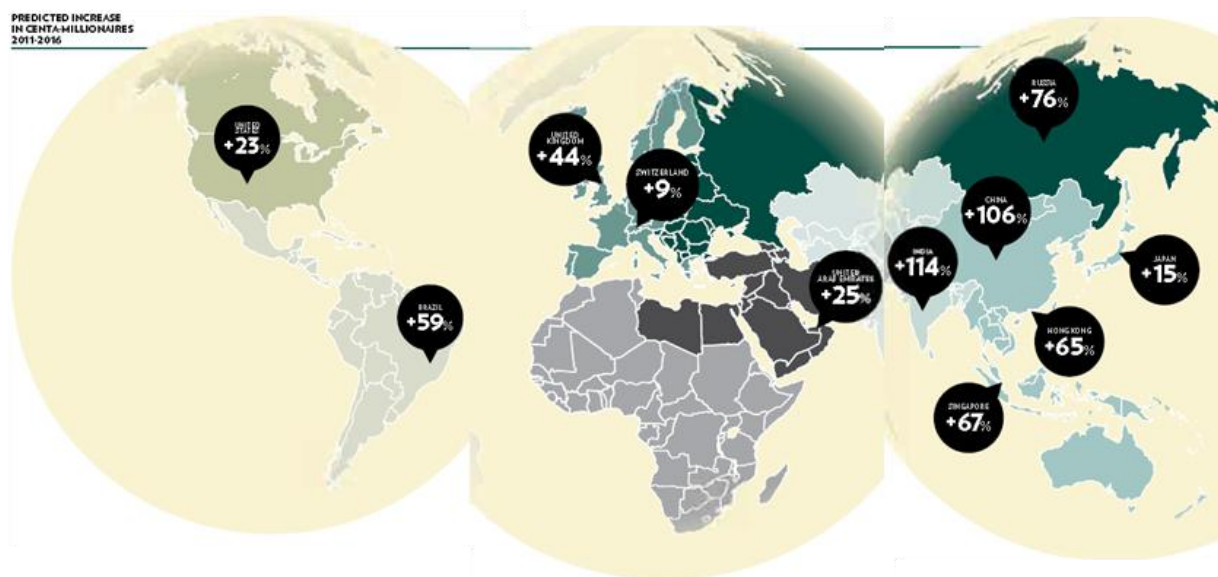 PREDICTED INCREASE
IN CENTA-MILLIONAIRES
2011-2016
UNITED
STATES
+23%
BRAZIL
+59%
UNITED
KINGDOM
+44%
SWITZERLAND
+9%
UNITED
ARAB EMIRATES
+25%
RUSSIA
+76%
CHINA
+106%
INDIA
+114%
JAPAN
+15%
HONG KONG
+65%
SINGAPORE
+67%